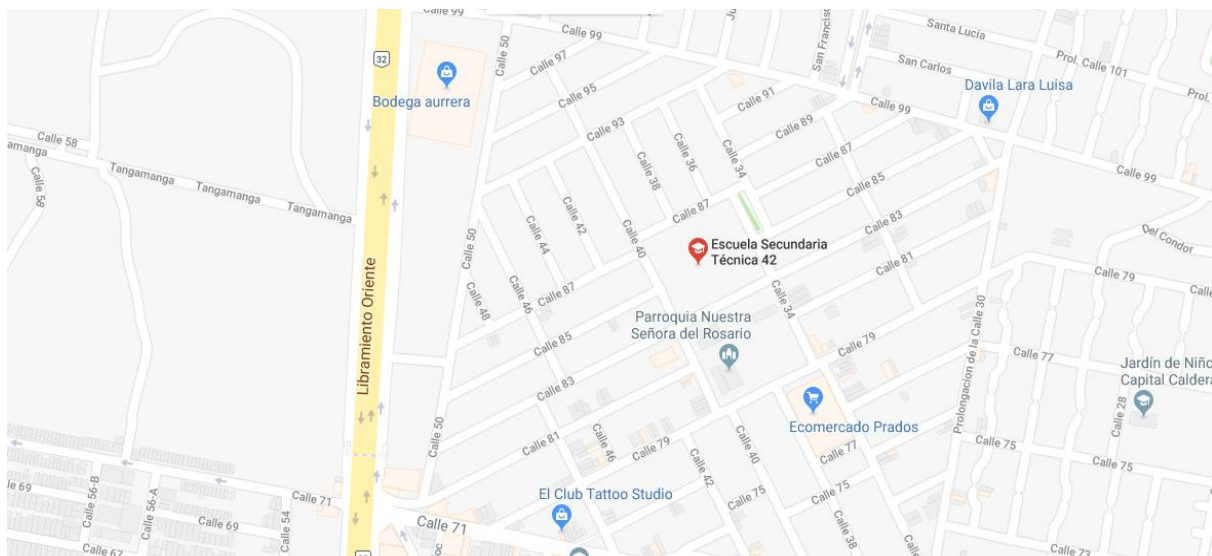 Calle 99
Calle 99
Calle 50
Santa Lucía
San Francisco
Prol. Calle 101
Prol.
San Carlos
32
Bodega aurrera
Calle 97
Calle 95
Calle 93
Calle 91
Calle 89
Calle 87
Calle 85
Calle 83
Calle 81
Davila Lara Luisa
Calle 99
Calle 99
Calle 58
amanga
Tangamanga
Tangamanga
Calle 58
Calle 36
Calle 34
Calle 38
Calle 87
Calle 42
Calle 44
Calle 40
Calle 50
Calle 46
Calle 48
Calle 87
Escuela Secundaria
Técnica 42
Del Condor
Calle 79
Calle
Libramiento Oriente
Calle 85
Calle 83
Calle 81
Calle 34
Parroquia Nuestra
Señora del Rosario
Calle 79
Prolongacion de la Calle 30
Calle 77
Jardín de Niño
Capital Caldera
Calle 28
Ecomercado Prados
Calle 50
Calle 46
Calle 79
Calle 42
Calle 40
Calle 77
Calle 75
Calle 75
Calle 75
Calle 75
Calle 38
Calle 73
El Club Tattoo Studio
Calle 71
Calle 71
Calle 56-B
Calle 56-A
Calle 54
69
Calle 69
Calle 67
oc